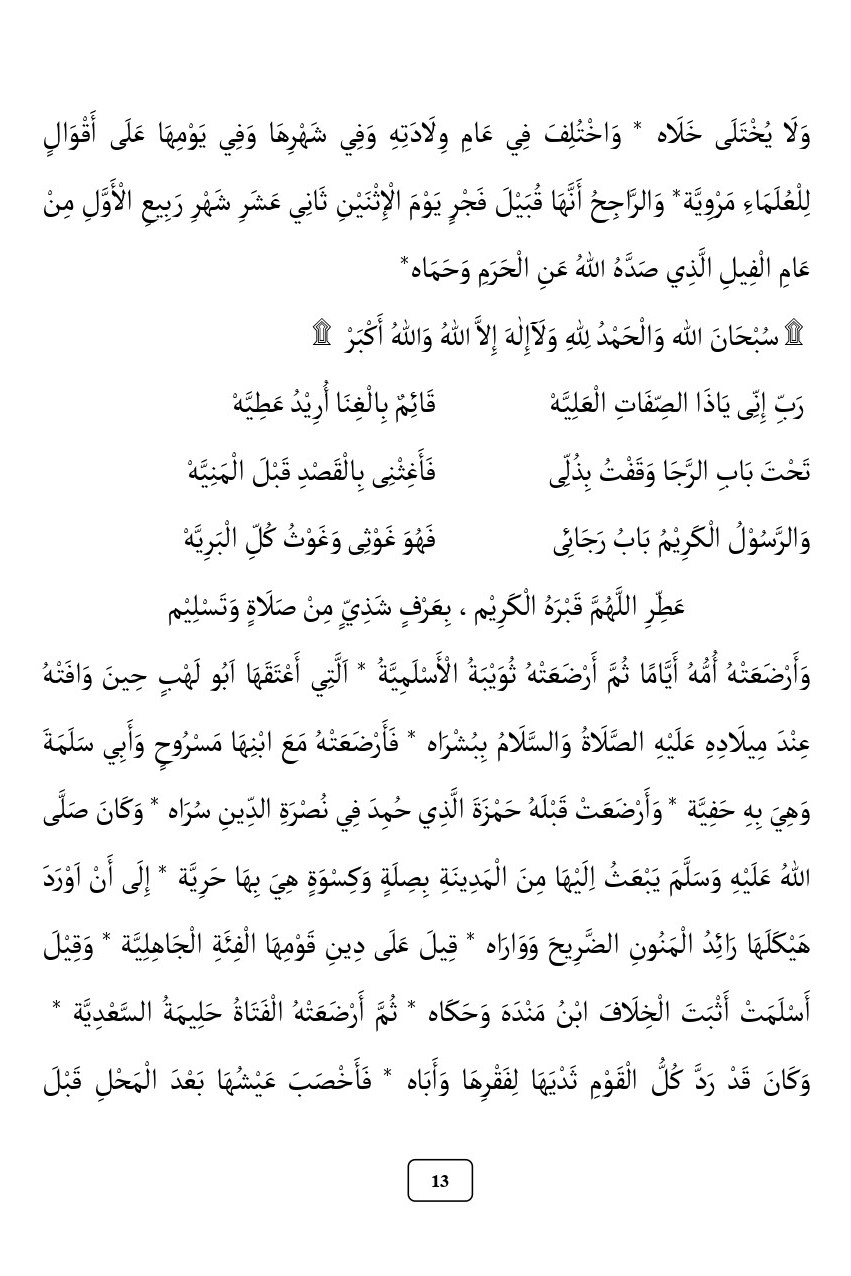 وَلَا يُخْتَلَى خَلَاه * وَاخْتُلِفَ فِي عَامِ وِلَادَتِهِ وَفِي شَهْرِهَا وَفِي يَوْمِهَا عَلَى أَقْوَالٍ
لِلْعُلَمَاءِ مَرْوِيَّة* وَالرَّاجِحُ أَنَّهَا قُبَيْلَ فَجْرِ يَوْمَ الْإِثْنَيْنِ ثَانِي عَشَرَ شَهْرِ رَبِيعِ الْأَوَّلِ مِنْ
عَامِ الْفِيلِ الَّذِي صَدَّهُ اللهُ عَنِ الْحَرَمِ وَحَمَاه*
۩ سُبْحَانَ الله وَالْحَمْدُ لِلهِ وَلَآإِلٰهَ إِلاَّ اللهُ وَاللهُ أَكْبَرْ ۩
رَبِّ إِنِّى يَاذَا الصِّفَاتِ الْعَلِيَّهْ قَائِمٌ بِالْغِنَا أُرِيْدُ عَطِيَّهْ
تَحْتَ بَابِ الرَّجَا وَقَفْتُ بِذُلِّى فَأَغِثْنِى بِالْقَصْدِ قَبْلَ الْمَنِيَّهْ
وَالرَّسُوْلُ الْكَرِيْمُ بَابُ رَجَائِى فَهُوَ غَوْثِى وَغَوْثُ كُلِّ الْبَرِيَّهْ
عَطِّرِ اللَّهُمَّ قَبْرَهُ الْكَرِيْم ، بِعَرْفٍ شَذِيٍّ مِنْ صَلَاةٍ وَتَسْلِيْم
وَأَرْضَعَتْهُ أُمُّهُ أَيَّامًا ثُمَّ أَرْضَعَتْهُ ثُوَيْبَةُ الْأَسْلَمِيَّةُ * اَلَّتِي أَعْتَقَهَا اَبُو لَهْبٍ حِينَ وَافَتْهُ
عِنْدَ مِيلَادِهِ عَلَيْهِ الصَّلَاةُ وَالسَّلَامُ بِبُشْرَاه * فَأَرْضَعَتْهُ مَعَ ابْنِهَا مَسْرُوحٍ وَأَبِي سَلَمَةَ
وَهِيَ بِهِ حَفِيَّة * وَأَرْضَعَتْ قَبْلَهُ حَمْزَةَ الَّذِي حُمِدَ فِي نُصْرَةِ الدِّينِ سُرَاه * وَكَانَ صَلَّى
اللهُ عَلَيْهِ وَسَلَّمَ يَبْعَثُ اِلَيْهَا مِنَ الْمَدِينَةِ بِصِلَةٍ وَكِسْوَةٍ هِيَ بِهَا حَرِيَّة * إِلَى أَنْ اَوْرَدَ
هَيْكَلَهَا رَائِدُ الْمَنُونِ الضَّرِيحَ وَوَارَاه * قِيلَ عَلَى دِينِ قَوْمِهَا الْفِئَةِ الْجَاهِلِيَّة * وَقِيْلَ
أَسْلَمَتْ أَثْبَتَ الْخِلَافَ ابْنُ مَنْدَهَ وَحَكَاه * ثُمَّ أَرْضَعَتْهُ الْفَتَاةُ حَلِيمَةُ السَّعْدِيَّة *
وَكَانَ قَدْ رَدَّ كُلُّ الْقَوْمِ ثَدْيَهَا لِفَقْرِهَا وَأَبَاه * فَأَخْصَبَ عَيْشُهَا بَعْدَ الْمَحْلِ قَبْلَ
13